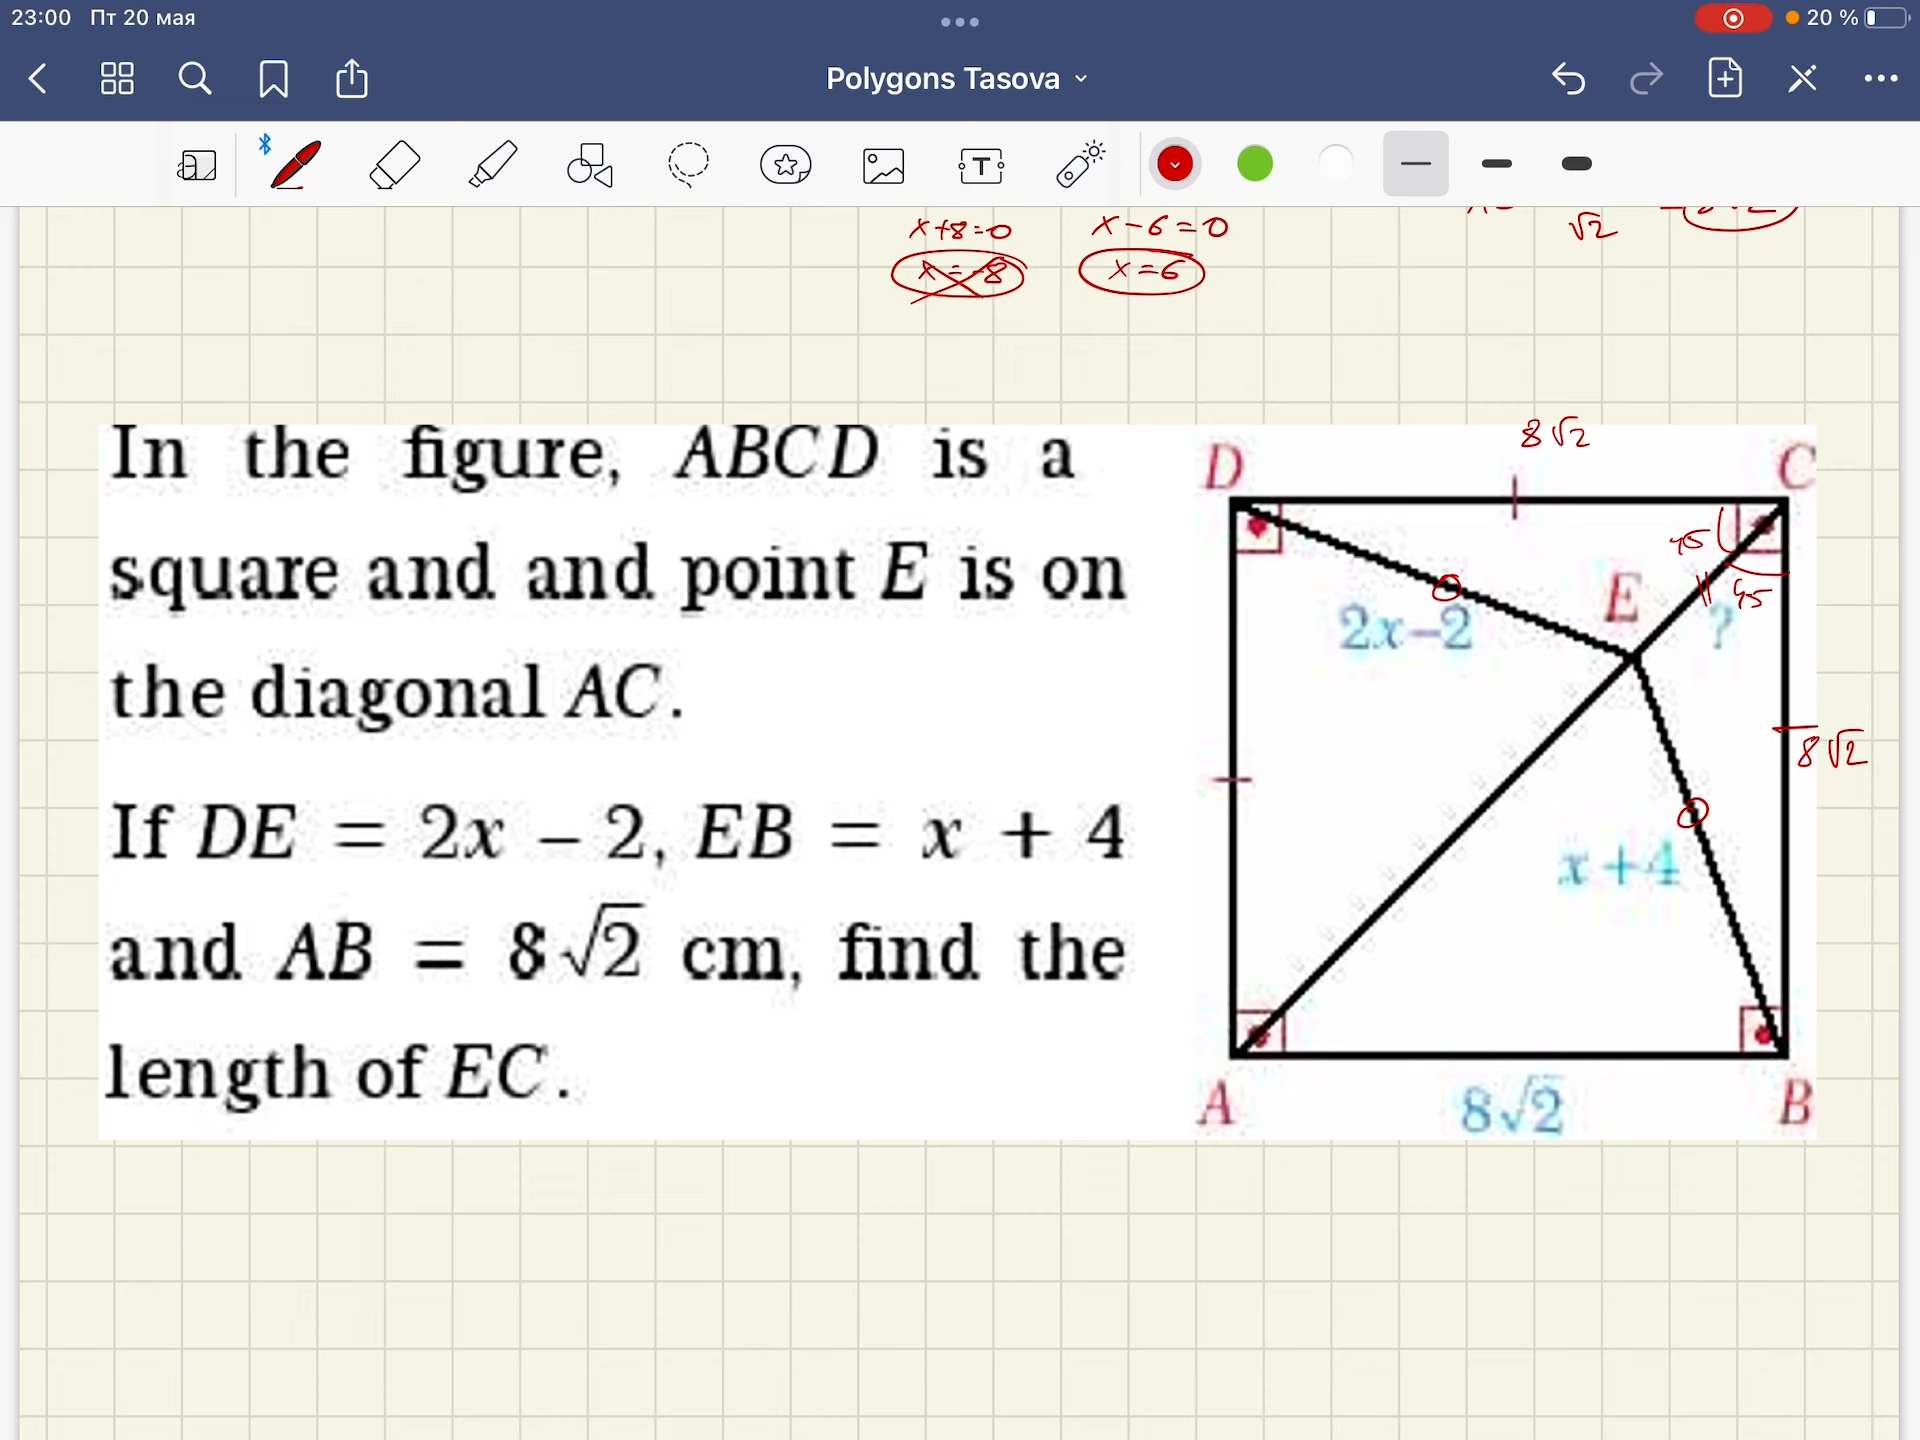 23:00 Пт 20 мая
20 %
Polygons Tasova
x+8=0 x-6=0
√2
x=-8 x=6
In the figure, ABCD is a
square and and point E is on
the diagonal AC.
If DE = 2x – 2, EB = x + 4
and AB = 8√2 cm, find the
length of EC.
8√2
D C
45
E 45
2x–2 ?
8√2
x+4
A 8√2 B